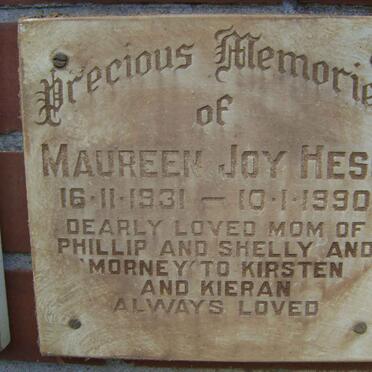 Precious Memorie
of
MAUREEN JOY HES
16·11·1931 — 10·1·1990
DEARLY LOVED MOM OF
PHILLIP AND SHELLY AND
'MORNEY' TO KIRSTEN
AND KIERAN
ALWAYS LOVED